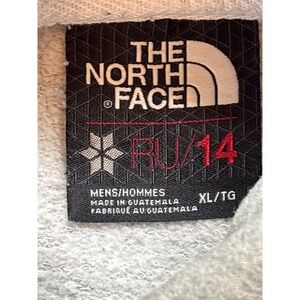 THE
NORTH
® FACE
RU/14
MENS/HOMMES
MADE IN GUATEMALA XL/TG
FABRIQUÉ AU GUATEMALA